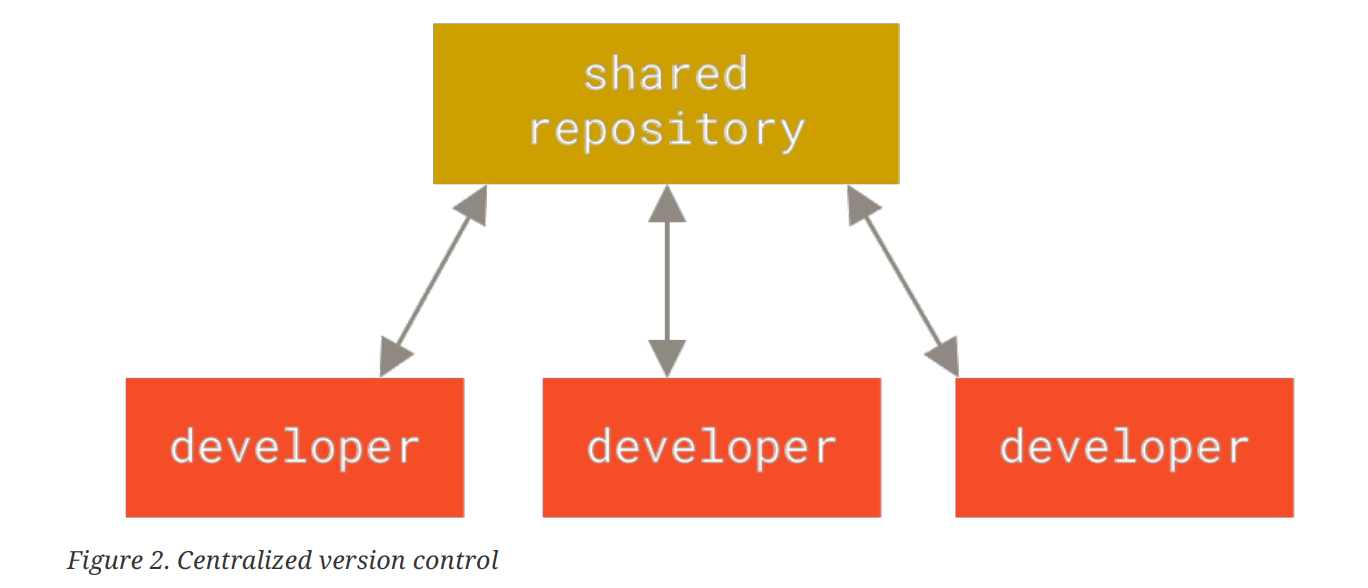 shared
repository
developer
developer
developer
Figure 2. Centralized version control